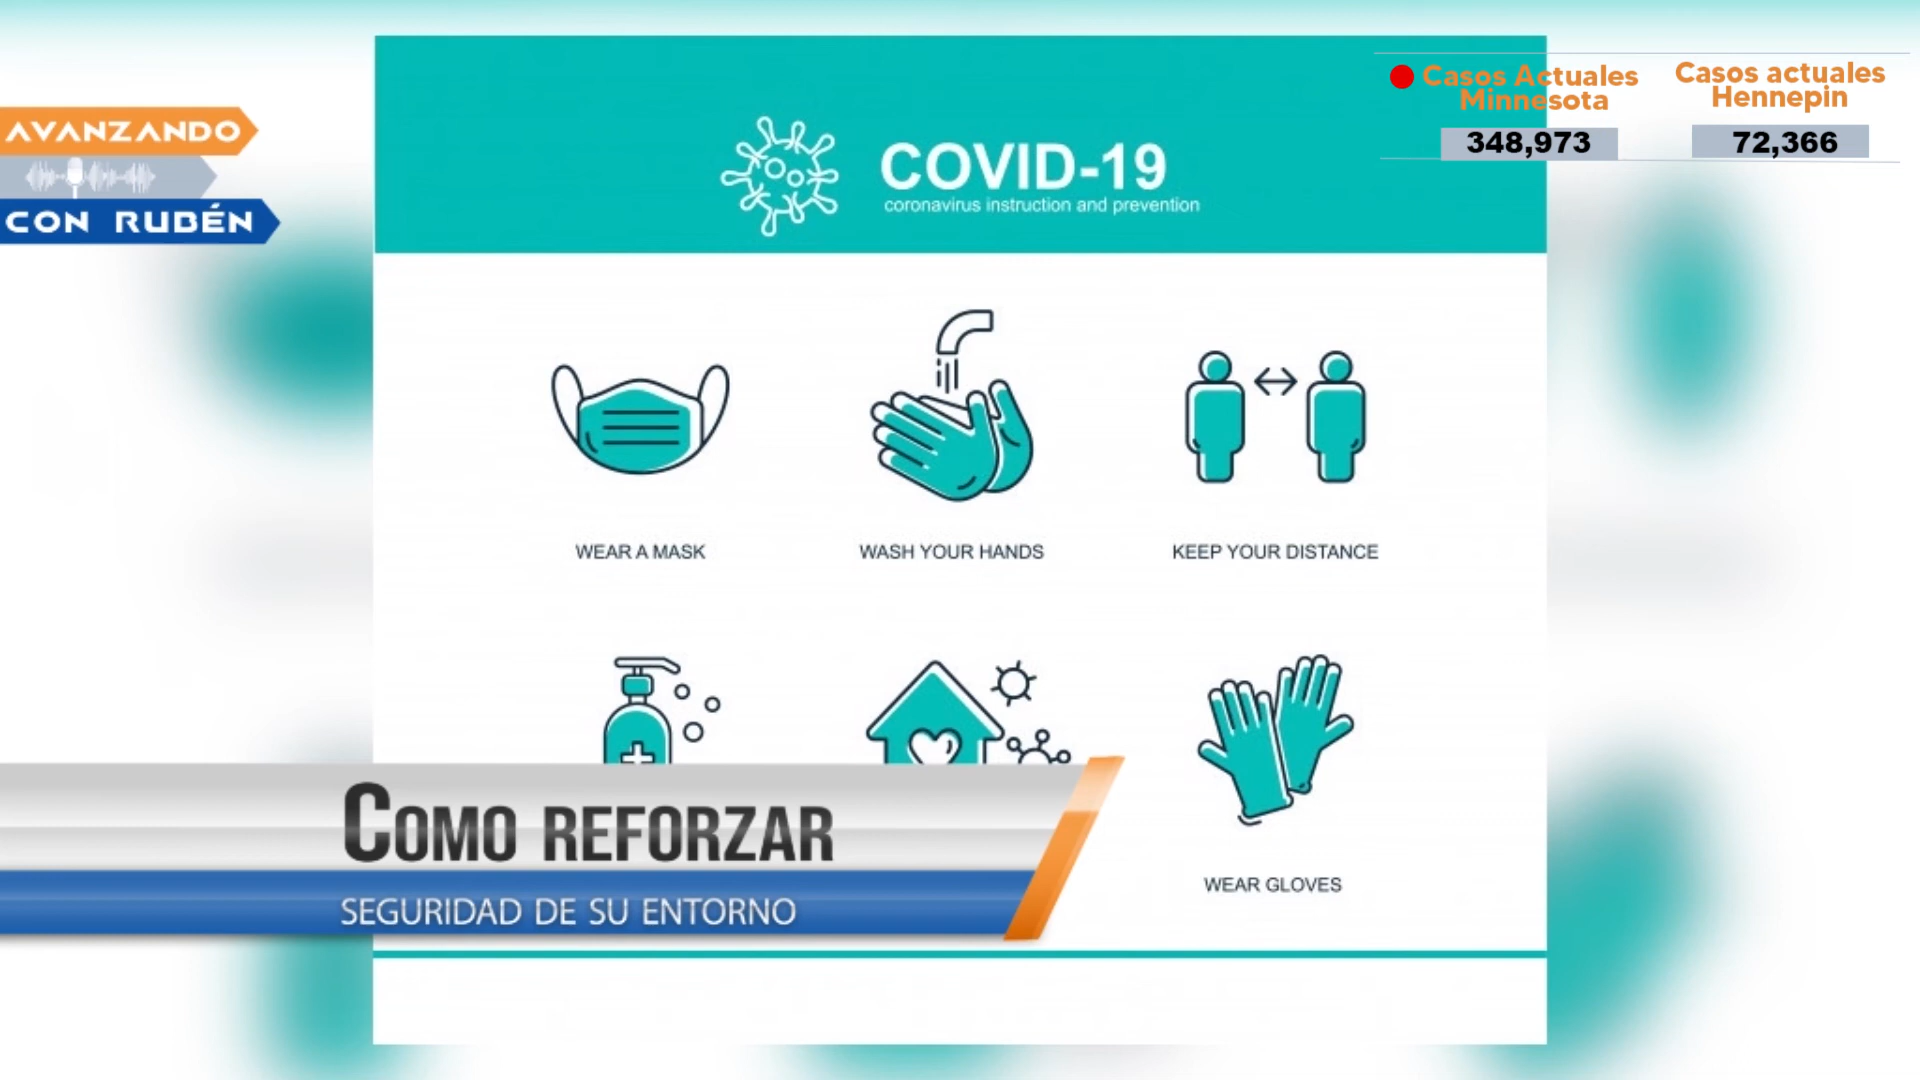 AVANZANDO
CON RUBÉN
COVID-19
coronavirus instruction and prevention
Casos Actuales
Minnesota
348,973
Casos actuales
Hennepin
72,366
WEAR A MASK
WASH YOUR HANDS
KEEP YOUR DISTANCE
WEAR GLOVES
COMO REFORZAR
SEGURIDAD DE SU ENTORNO